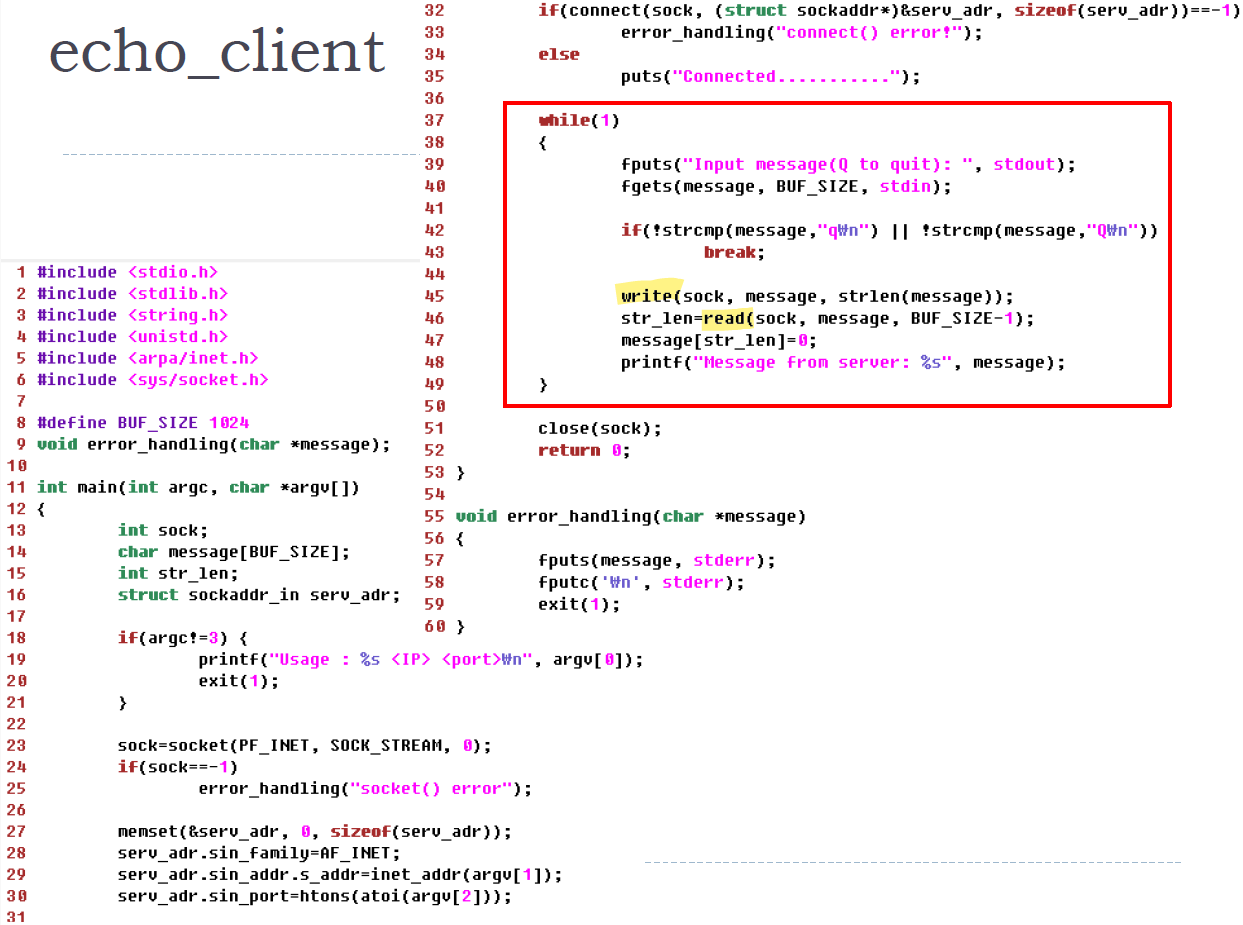 echo_client
1 #include <stdio.h>
2 #include <stdlib.h>
3 #include <string.h>
4 #include <unistd.h>
5 #include <arpa/inet.h>
6 #include <sys/socket.h>
7
8 #define BUF_SIZE 1024
9 void error_handling(char *message);
10
11 int main(int argc, char *argv[])
12 {
13 int sock;
14 char message[BUF_SIZE];
15 int str_len;
16 struct sockaddr_in serv_adr;
17
18 if(argc!=3) {
19 printf("Usage : %s <IP> <port>₩n", argv[0]);
20 exit(1);
21 }
22
23 sock=socket(PF_INET, SOCK_STREAM, 0);
24 if(sock==-1)
25 error_handling("socket() error");
26
27 memset(&serv_adr, 0, sizeof(serv_adr));
28 serv_adr.sin_family=AF_INET;
29 serv_adr.sin_addr.s_addr=inet_addr(argv[1]);
30 serv_adr.sin_port=htons(atoi(argv[2]));
31
32 if(connect(sock, (struct sockaddr*)&serv_adr, sizeof(serv_adr))==-1)
33 error_handling("connect() error!");
34 else
35 puts("Connected...........");
36
37 while(1)
38 {
39 fputs("Input message(Q to quit): ", stdout);
40 fgets(message, BUF_SIZE, stdin);
41
42 if(!strcmp(message,"q₩n") || !strcmp(message,"Q₩n"))
43 break;
44
45 write(sock, message, strlen(message));
46 str_len=read(sock, message, BUF_SIZE-1);
47 message[str_len]=0;
48 printf("Message from server: %s", message);
49 }
50
51 close(sock);
52 return 0;
53 }
54
55 void error_handling(char *message)
56 {
57 fputs(message, stderr);
58 fputc('₩n', stderr);
59 exit(1);
60 }